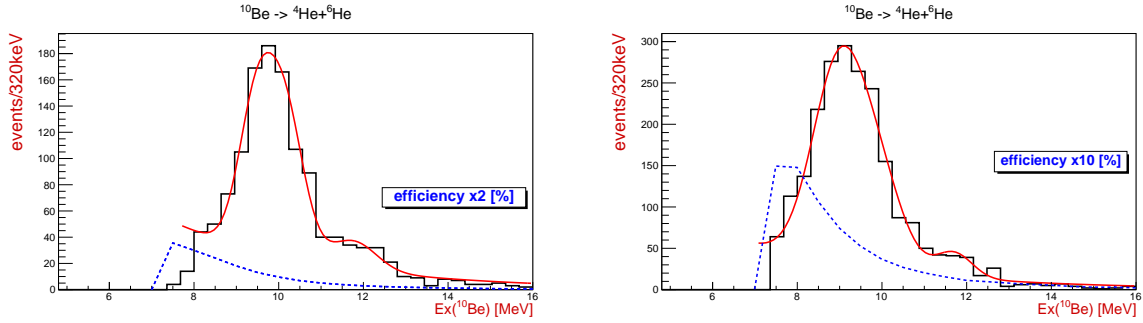 ¹⁰Be -> ⁴He+⁶He
events/320keV
180
160
140
120
100
80
60
40
20
0
efficiency x2 [%]
6 8 10 12 14 16
Ex(¹⁰Be) [MeV]
¹⁰Be -> ⁴He+⁶He
events/320keV
300
250
200
150
100
50
0
efficiency x10 [%]
6 8 10 12 14 16
Ex(¹⁰Be) [MeV]